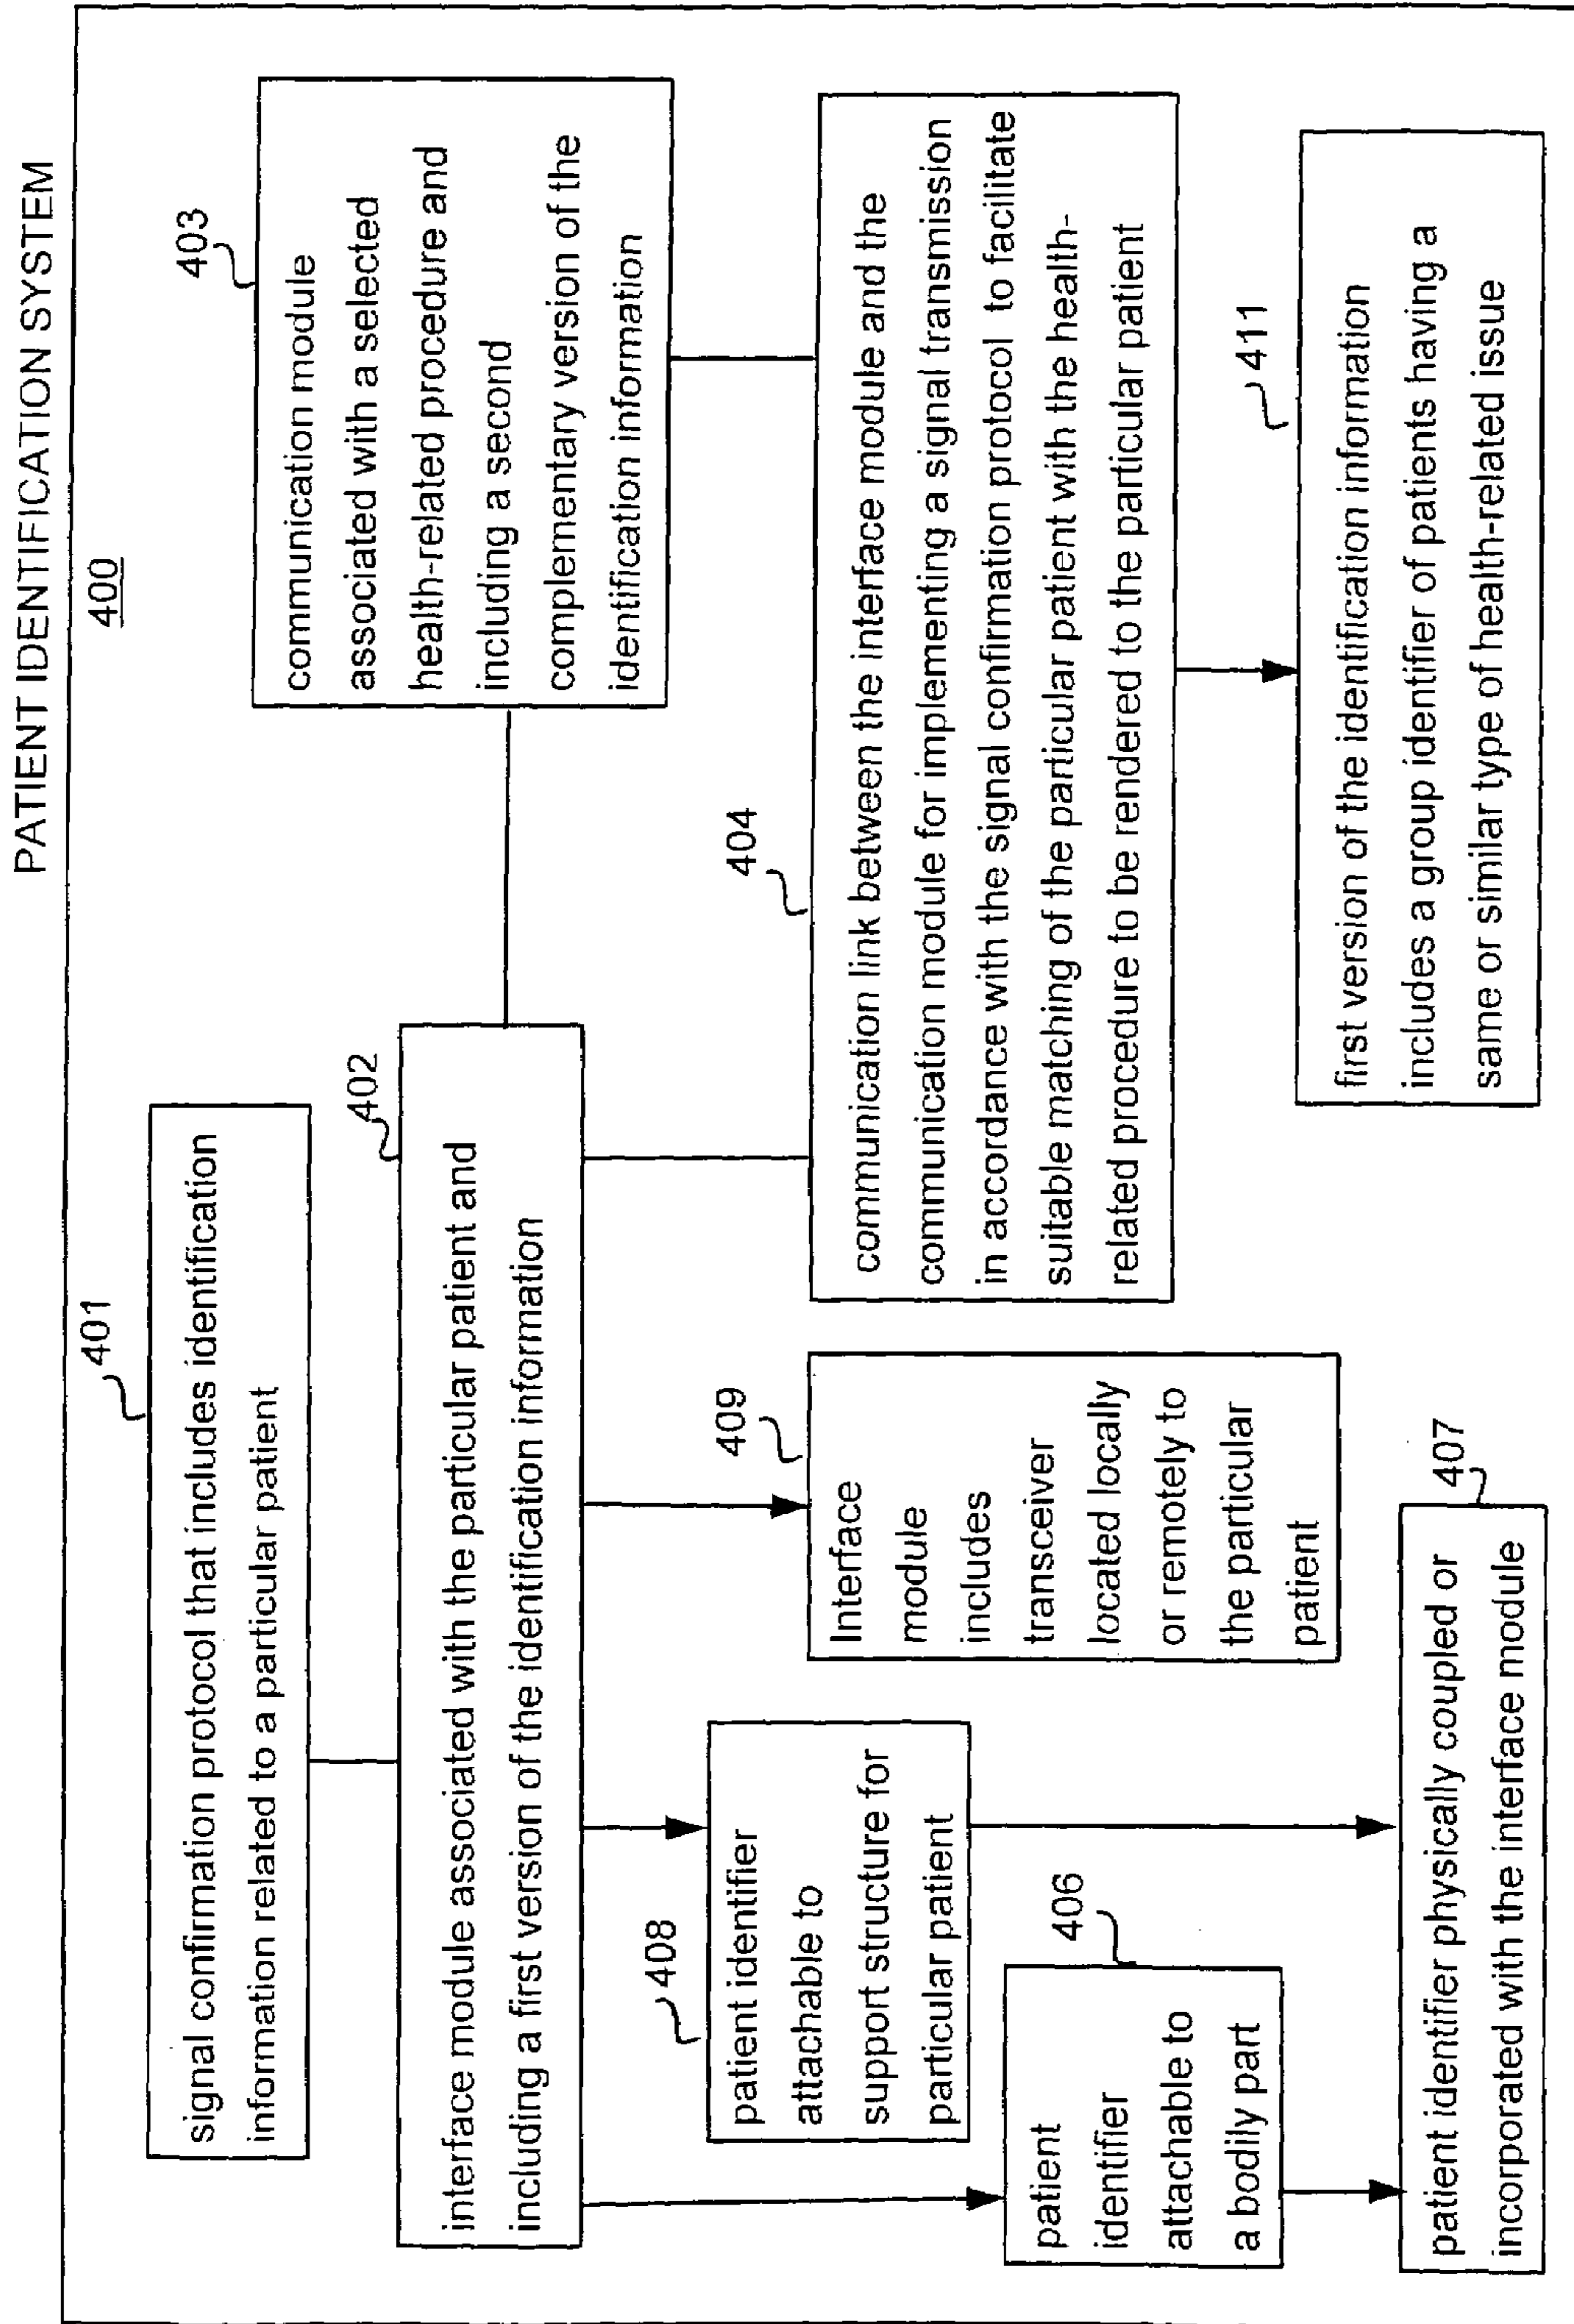 PATIENT IDENTIFICATION SYSTEM
400
401
signal confirmation protocol that includes identification
information related to a particular patient
402
interface module associated with the particular patient and
including a first version of the identification information
403
communication module
associated with a selected
health-related procedure and
including a second
complementary version of the
identification information
404
communication link between the interface module and the
communication module for implementing a signal transmission
in accordance with the signal confirmation protocol to facilitate
suitable matching of the particular patient with the health-
related procedure to be rendered to the particular patient
408
patient identifier
attachable to
support structure for
particular patient
409
Interface
module
includes
transceiver
located locally
or remotely to
the particular
patient
406
patient
identifier
attachable to
a bodily part
407
patient identifier physically coupled or
incorporated with the interface module
411
first version of the identification information
includes a group identifier of patients having a
same or similar type of health-related issue